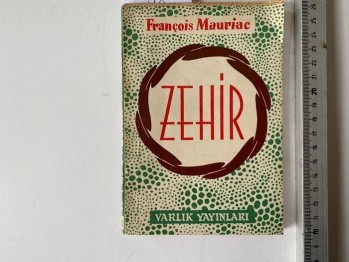 François Mauriac
ZEHİR
VARLIK YAYINLARI